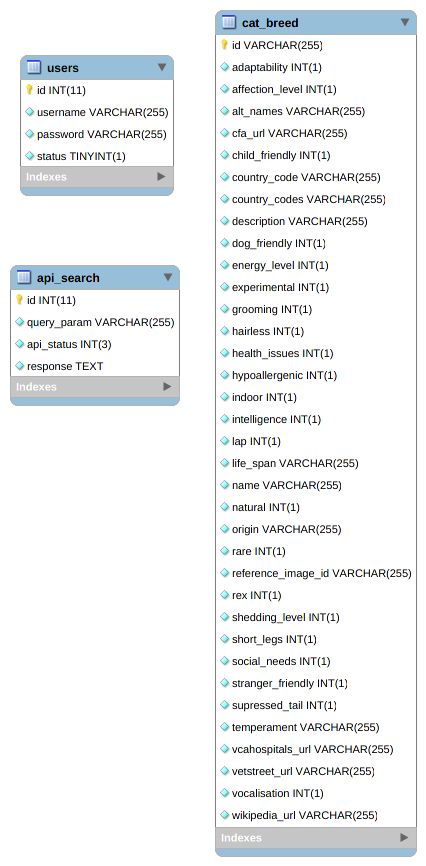 users
id INT(11)
username VARCHAR(255)
password VARCHAR(255)
status TINYINT(1)
Indexes
api_search
id INT(11)
query_param VARCHAR(255)
api_status INT(3)
response TEXT
Indexes
cat_breed
id VARCHAR(255)
adaptability INT(1)
affection_level INT(1)
alt_names VARCHAR(255)
cfa_url VARCHAR(255)
child_friendly INT(1)
country_code VARCHAR(255)
country_codes VARCHAR(255)
description VARCHAR(255)
dog_friendly INT(1)
energy_level INT(1)
experimental INT(1)
grooming INT(1)
hairless INT(1)
health_issues INT(1)
hypoallergenic INT(1)
indoor INT(1)
intelligence INT(1)
lap INT(1)
life_span VARCHAR(255)
name VARCHAR(255)
natural INT(1)
origin VARCHAR(255)
rare INT(1)
reference_image_id VARCHAR(255)
rex INT(1)
shedding_level INT(1)
short_legs INT(1)
social_needs INT(1)
stranger_friendly INT(1)
supressed_tail INT(1)
temperament VARCHAR(255)
vcahospitals_url VARCHAR(255)
vetstreet_url VARCHAR(255)
vocalisation INT(1)
wikipedia_url VARCHAR(255)
Indexes